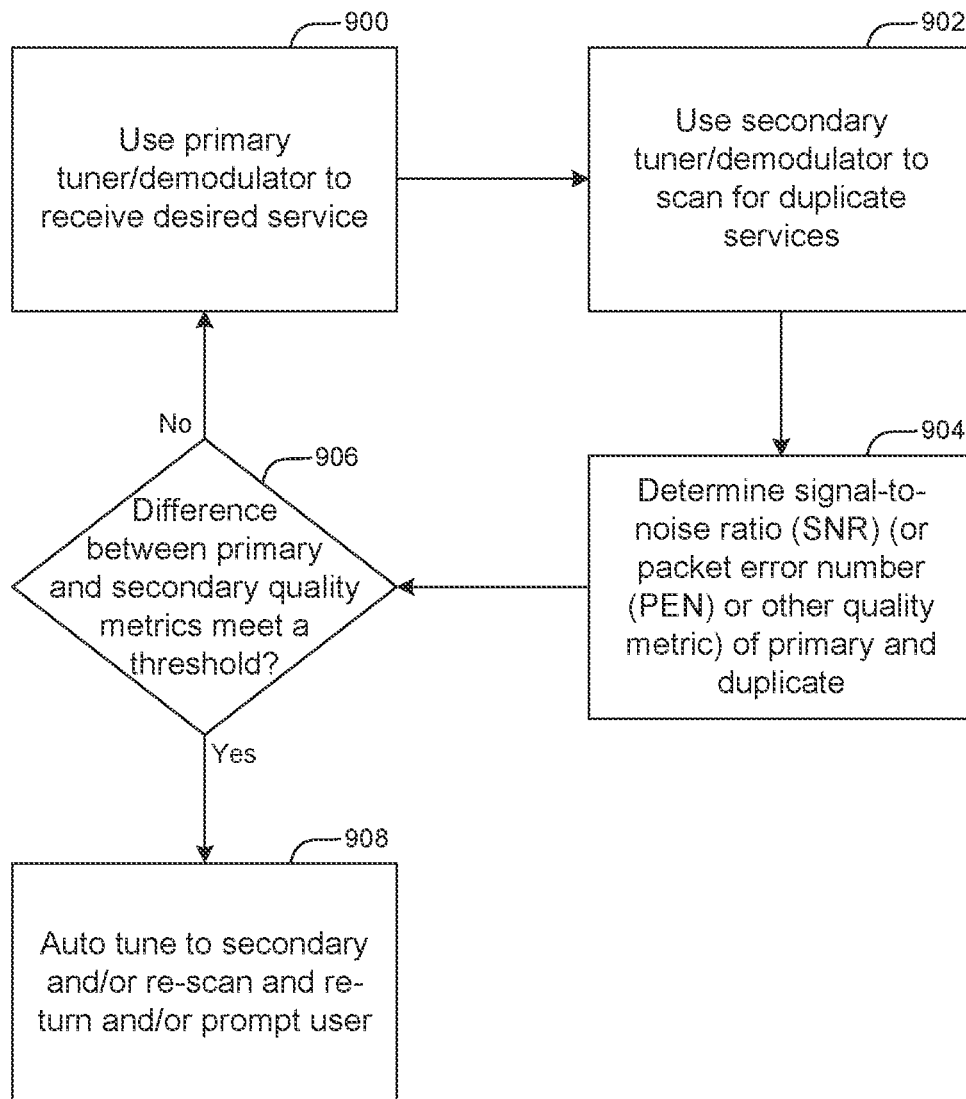 900
Use primary
tuner/demodulator to
receive desired service
902
Use secondary
tuner/demodulator to
scan for duplicate
services
904
Determine signal-to-
noise ratio (SNR) (or
packet error number
(PEN) or other quality
metric) of primary and
duplicate
906
Difference
between primary
and secondary quality
metrics meet a
threshold?
No
Yes
908
Auto tune to secondary
and/or re-scan and re-
turn and/or prompt user